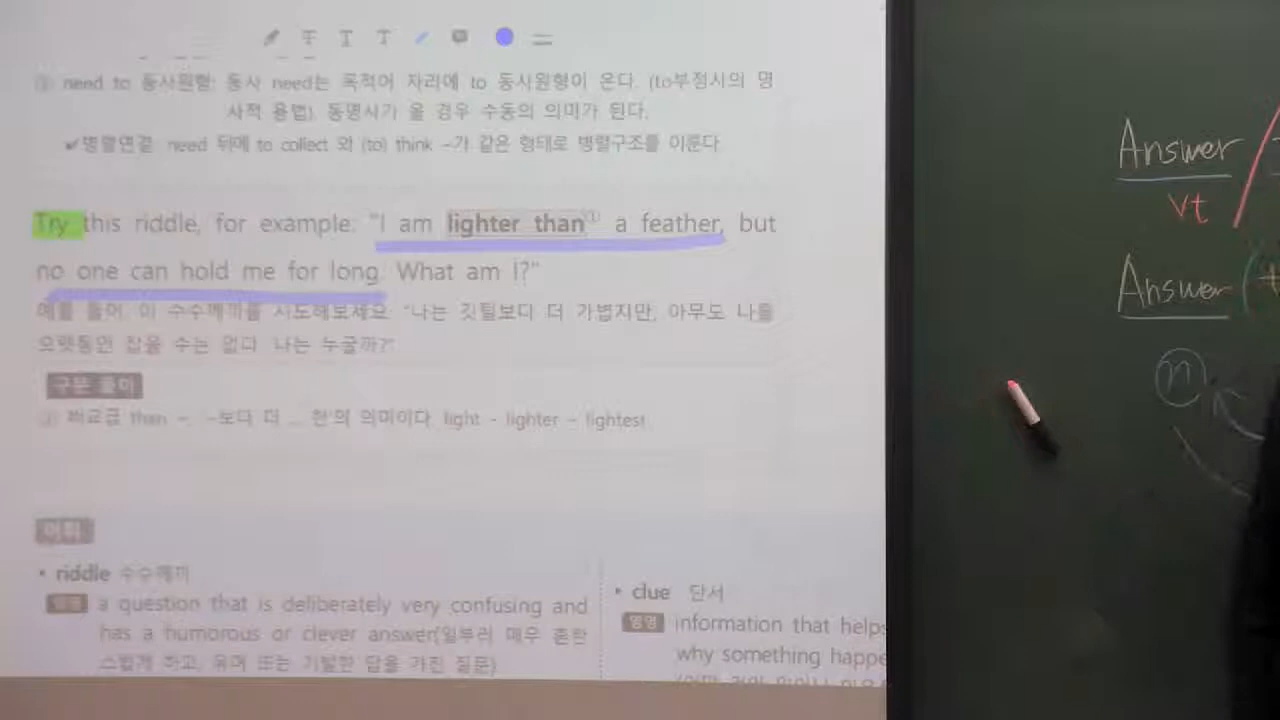 ① need to 동사원형: 동사 need는 목적어 자리에 to 동사원형이 온다. (to부정사의 명
사적 용법). 동명사가 올 경우 수동의 의미가 된다.
✔병렬연결: need 뒤에 to collect 와 (to) think ~가 같은 형태로 병렬구조를 이룬다.
Try this riddle, for example: "I am lighter than① a feather, but
no one can hold me for long. What am I?"
예를 들어, 이 수수께끼를 시도해보세요. "나는 깃털보다 더 가볍지만, 아무도 나를
오랫동안 잡을 수는 없다. 나는 누굴까?"
구문 풀이
① 비교급 than ~ ~보다 더 … 한'의 의미이다. light - lighter - lightest
어휘
• riddle 수수께끼
영영 a question that is deliberately very confusing and
has a humorous or clever answer(일부러 매우 혼란
스럽게 하고, 유머 또는 기발한 답을 가진 질문)
• clue 단서
영영 information that helps
why something happe
Answer
vt
Answer
n